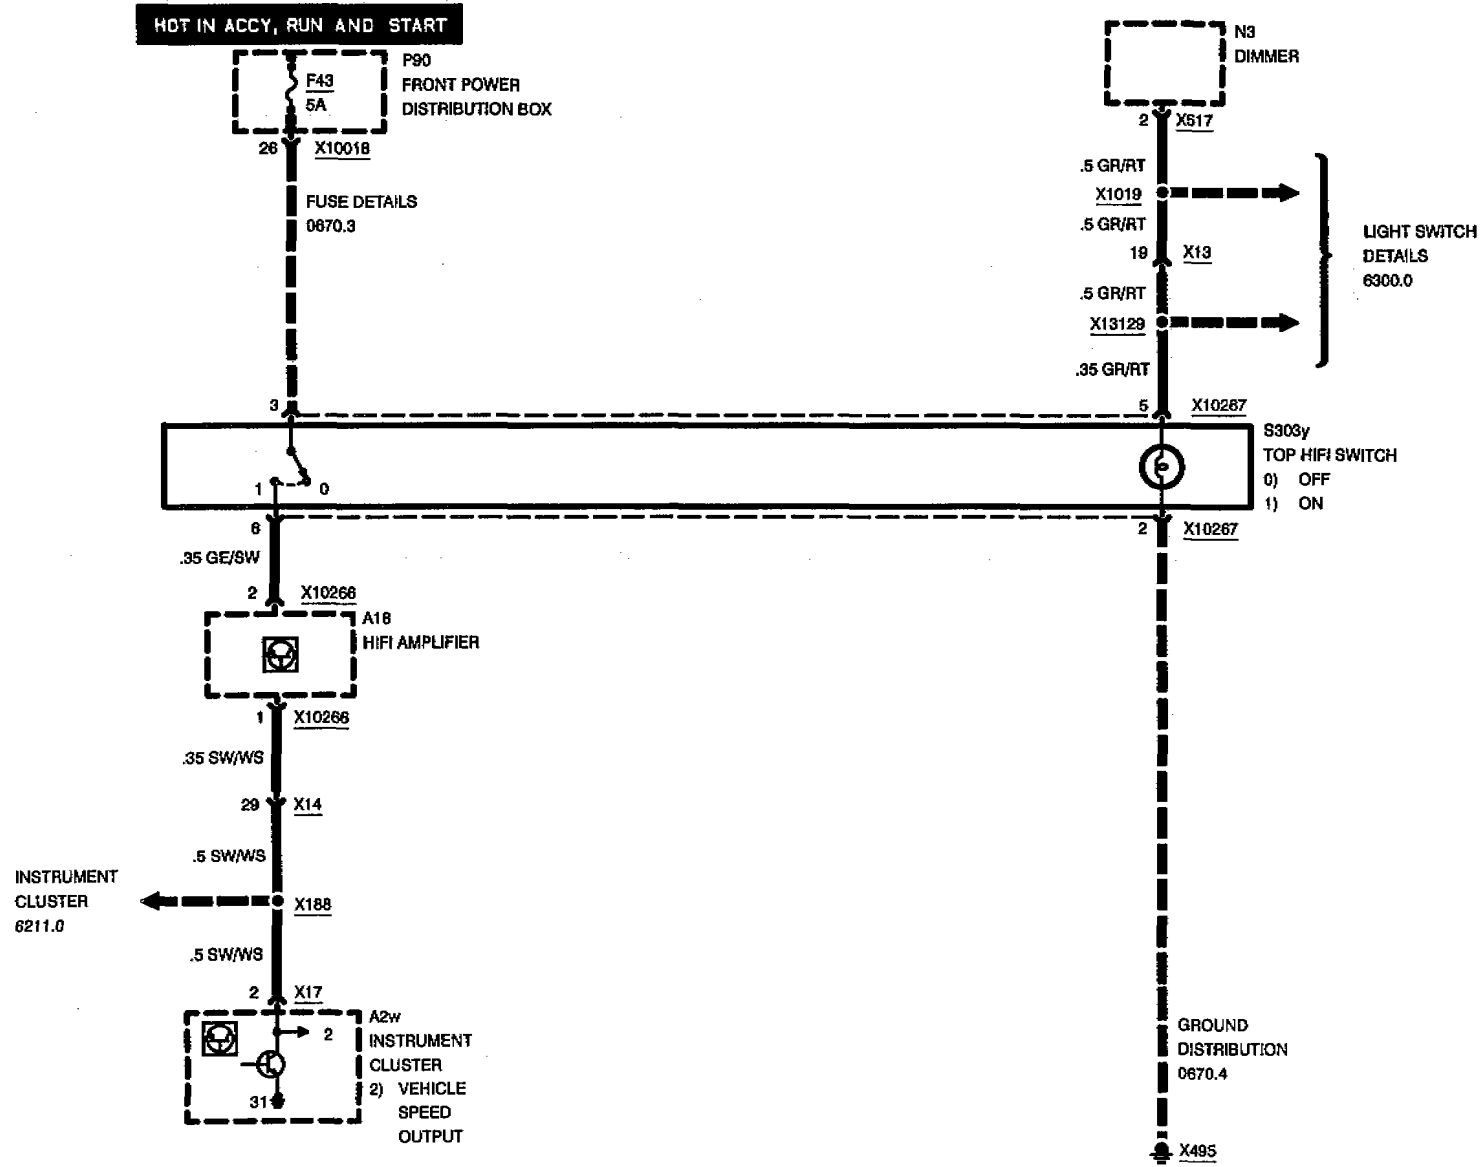 HOT IN ACCY, RUN AND START
P90
FRONT POWER
DISTRIBUTION BOX
F43
5A
26 X10018
FUSE DETAILS
0670.3
N3
DIMMER
2 X617
.5 GR/RT
X1019
.5 GR/RT
19 X13
.5 GR/RT
X13129
.35 GR/RT
LIGHT SWITCH
DETAILS
6300.0
3
5 X10267
S303y
TOP HIFI SWITCH
0) OFF
1) ON
1 0
6
2 X10267
.35 GE/SW
2 X10266
A18
HIFI AMPLIFIER
1 X10266
.35 SW/WS
29 X14
.5 SW/WS
INSTRUMENT
CLUSTER
6211.0
X188
.5 SW/WS
2 X17
A2w
INSTRUMENT
CLUSTER
2) VEHICLE
SPEED
OUTPUT
2
31
GROUND
DISTRIBUTION
0670.4
X495